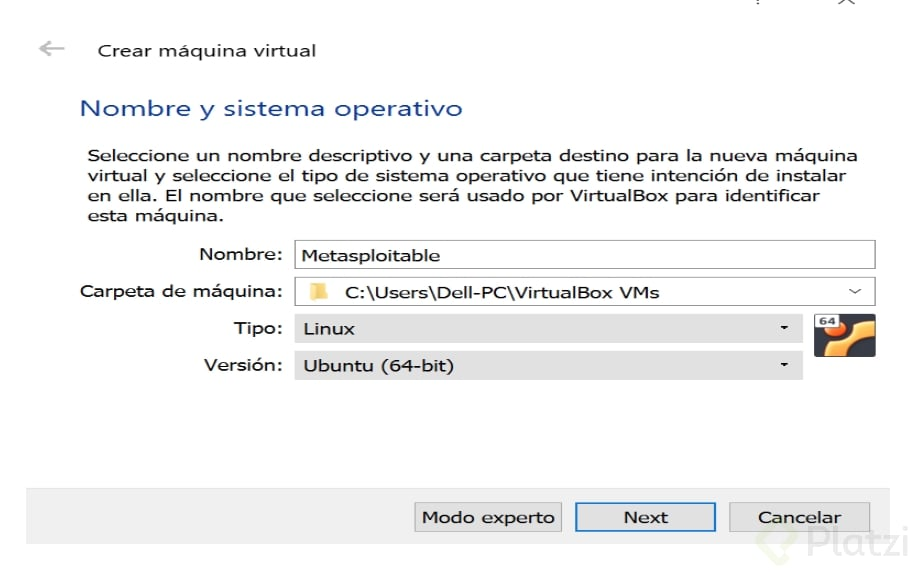 Crear máquina virtual
Nombre y sistema operativo
Seleccione un nombre descriptivo y una carpeta destino para la nueva máquina
virtual y seleccione el tipo de sistema operativo que tiene intención de instalar
en ella. El nombre que seleccione será usado por VirtualBox para identificar
esta máquina.
Nombre: Metasploitable
Carpeta de máquina: C:\Users\Dell-PC\VirtualBox VMs
Tipo: Linux
64
Versión: Ubuntu (64-bit)
Modo experto Next Cancelar
Platzi